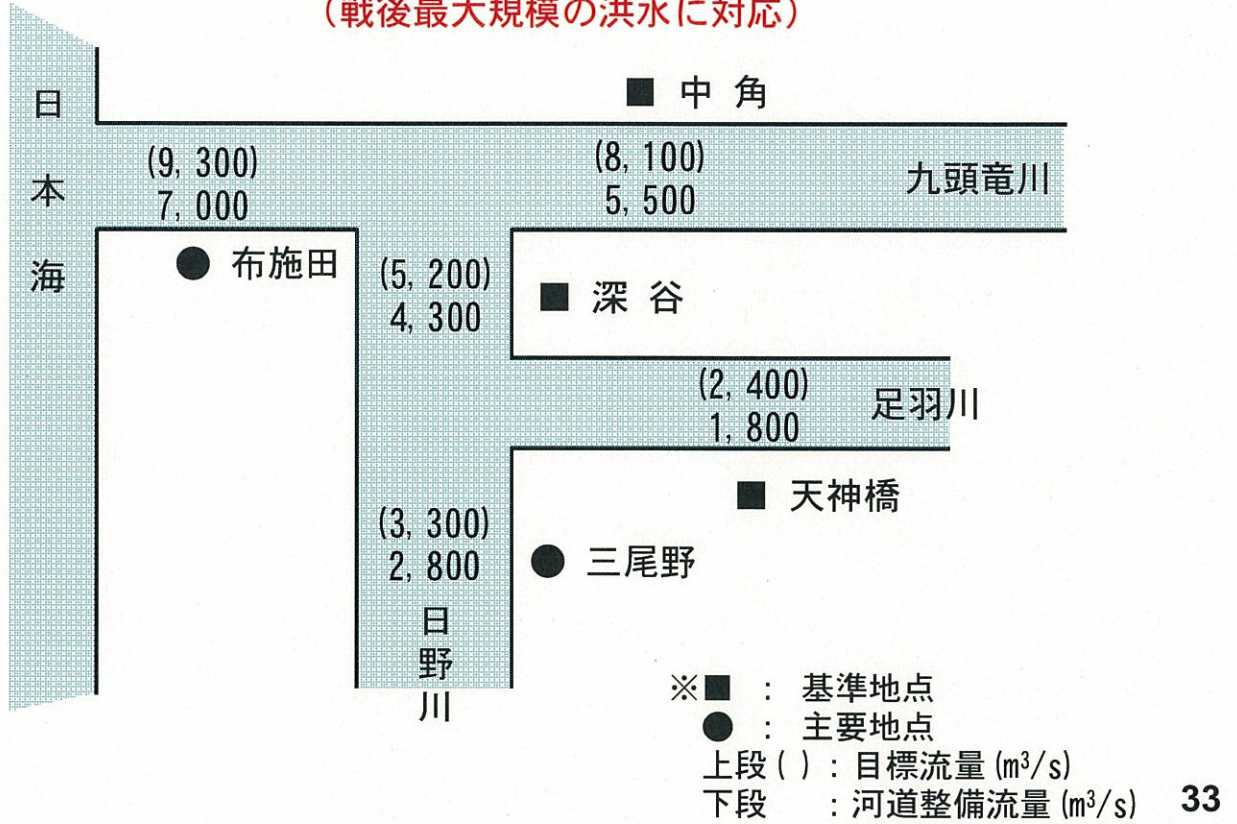 （戦後最大規模の洪水に対応）
日本海
■ 中 角
(9, 300)
7, 000
(8, 100)
5, 500
九頭竜川
● 布施田
(5, 200)
4, 300
■ 深 谷
(2, 400)
1, 800
足羽川
■ 天神橋
(3, 300)
2, 800
● 三尾野
日野川
※■ ： 基準地点
● ： 主要地点
上段 ( ) ：目標流量 (m³/s)
下段 ：河道整備流量 (m³/s)
33